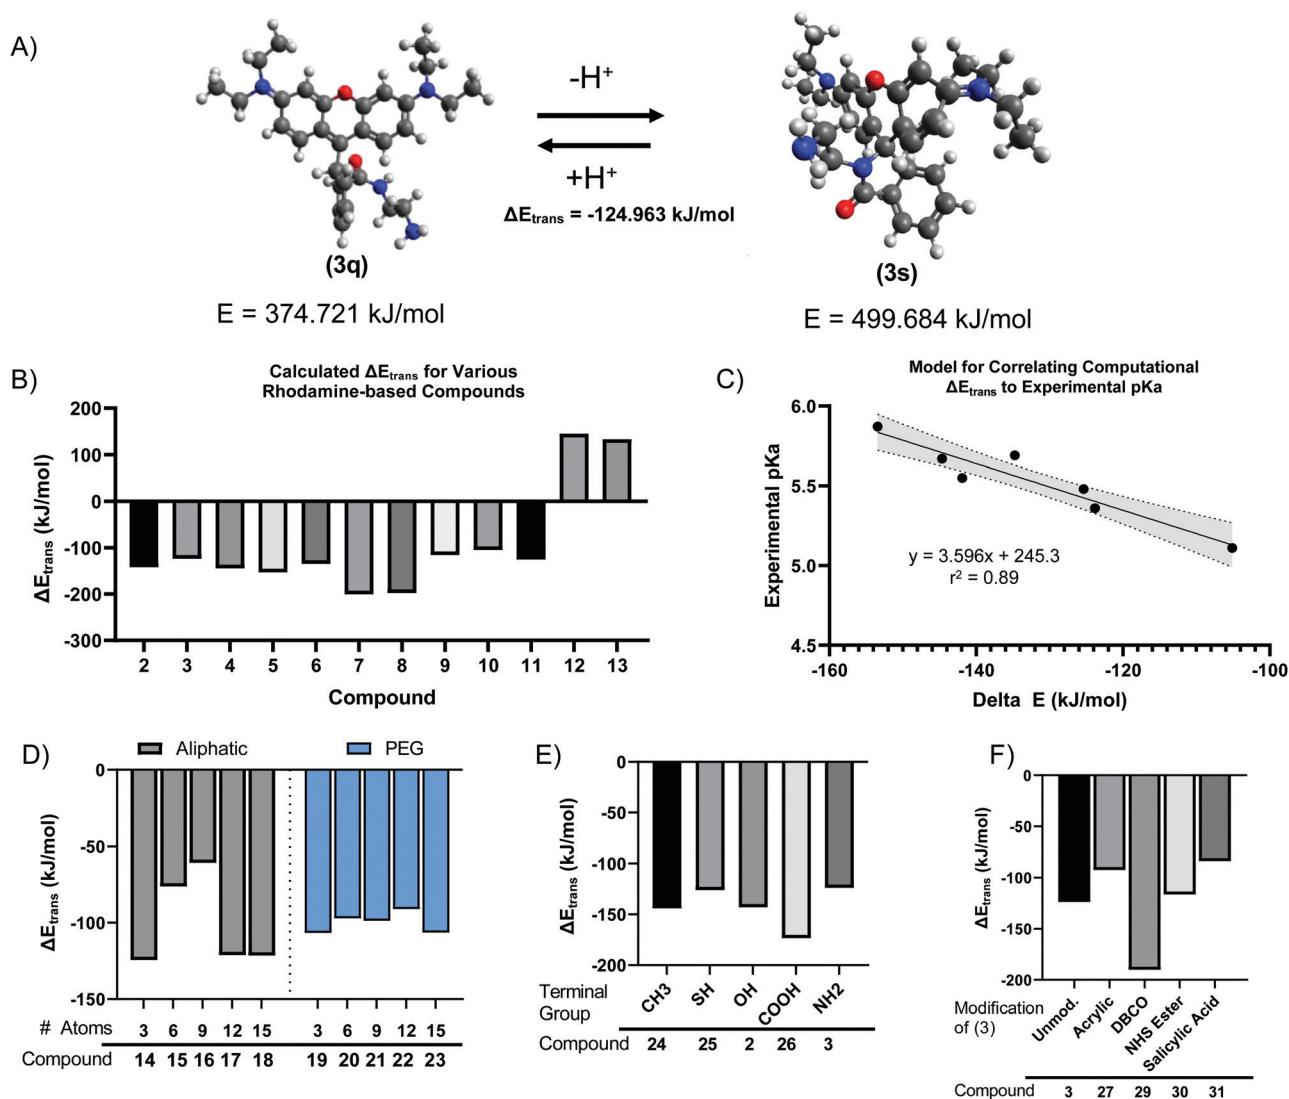 A)
-H⁺
+H⁺
ΔEtrans = -124.963 kJ/mol
(3q)
(3s)
E = 374.721 kJ/mol
E = 499.684 kJ/mol
B)
Calculated ΔEtrans for Various
Rhodamine-based Compounds
ΔEtrans (kJ/mol)
200
100
0
-100
-200
-300
2 3 4 5 6 7 8 9 10 11 12 13
Compound
C)
Model for Correlating Computational
ΔEtrans to Experimental pKa
Experimental pKa
6.0
5.5
5.0
4.5
y = 3.596x + 245.3
r² = 0.89
-160 -140 -120 -100
Delta E (kJ/mol)
D)
Aliphatic PEG
ΔEtrans (kJ/mol)
0
-50
-100
-150
# Atoms 3 6 9 12 15 3 6 9 12 15
Compound 14 15 16 17 18 19 20 21 22 23
E)
ΔEtrans (kJ/mol)
0
-50
-100
-150
-200
Terminal
Group
CH3 SH OH COOH NH2
Compound 24 25 2 26 3
F)
ΔEtrans (kJ/mol)
0
-50
-100
-150
-200
Modification
of (3)
Unmod. Acrylic DBCO NHS Ester Salicylic Acid
Compound 3 27 29 30 31